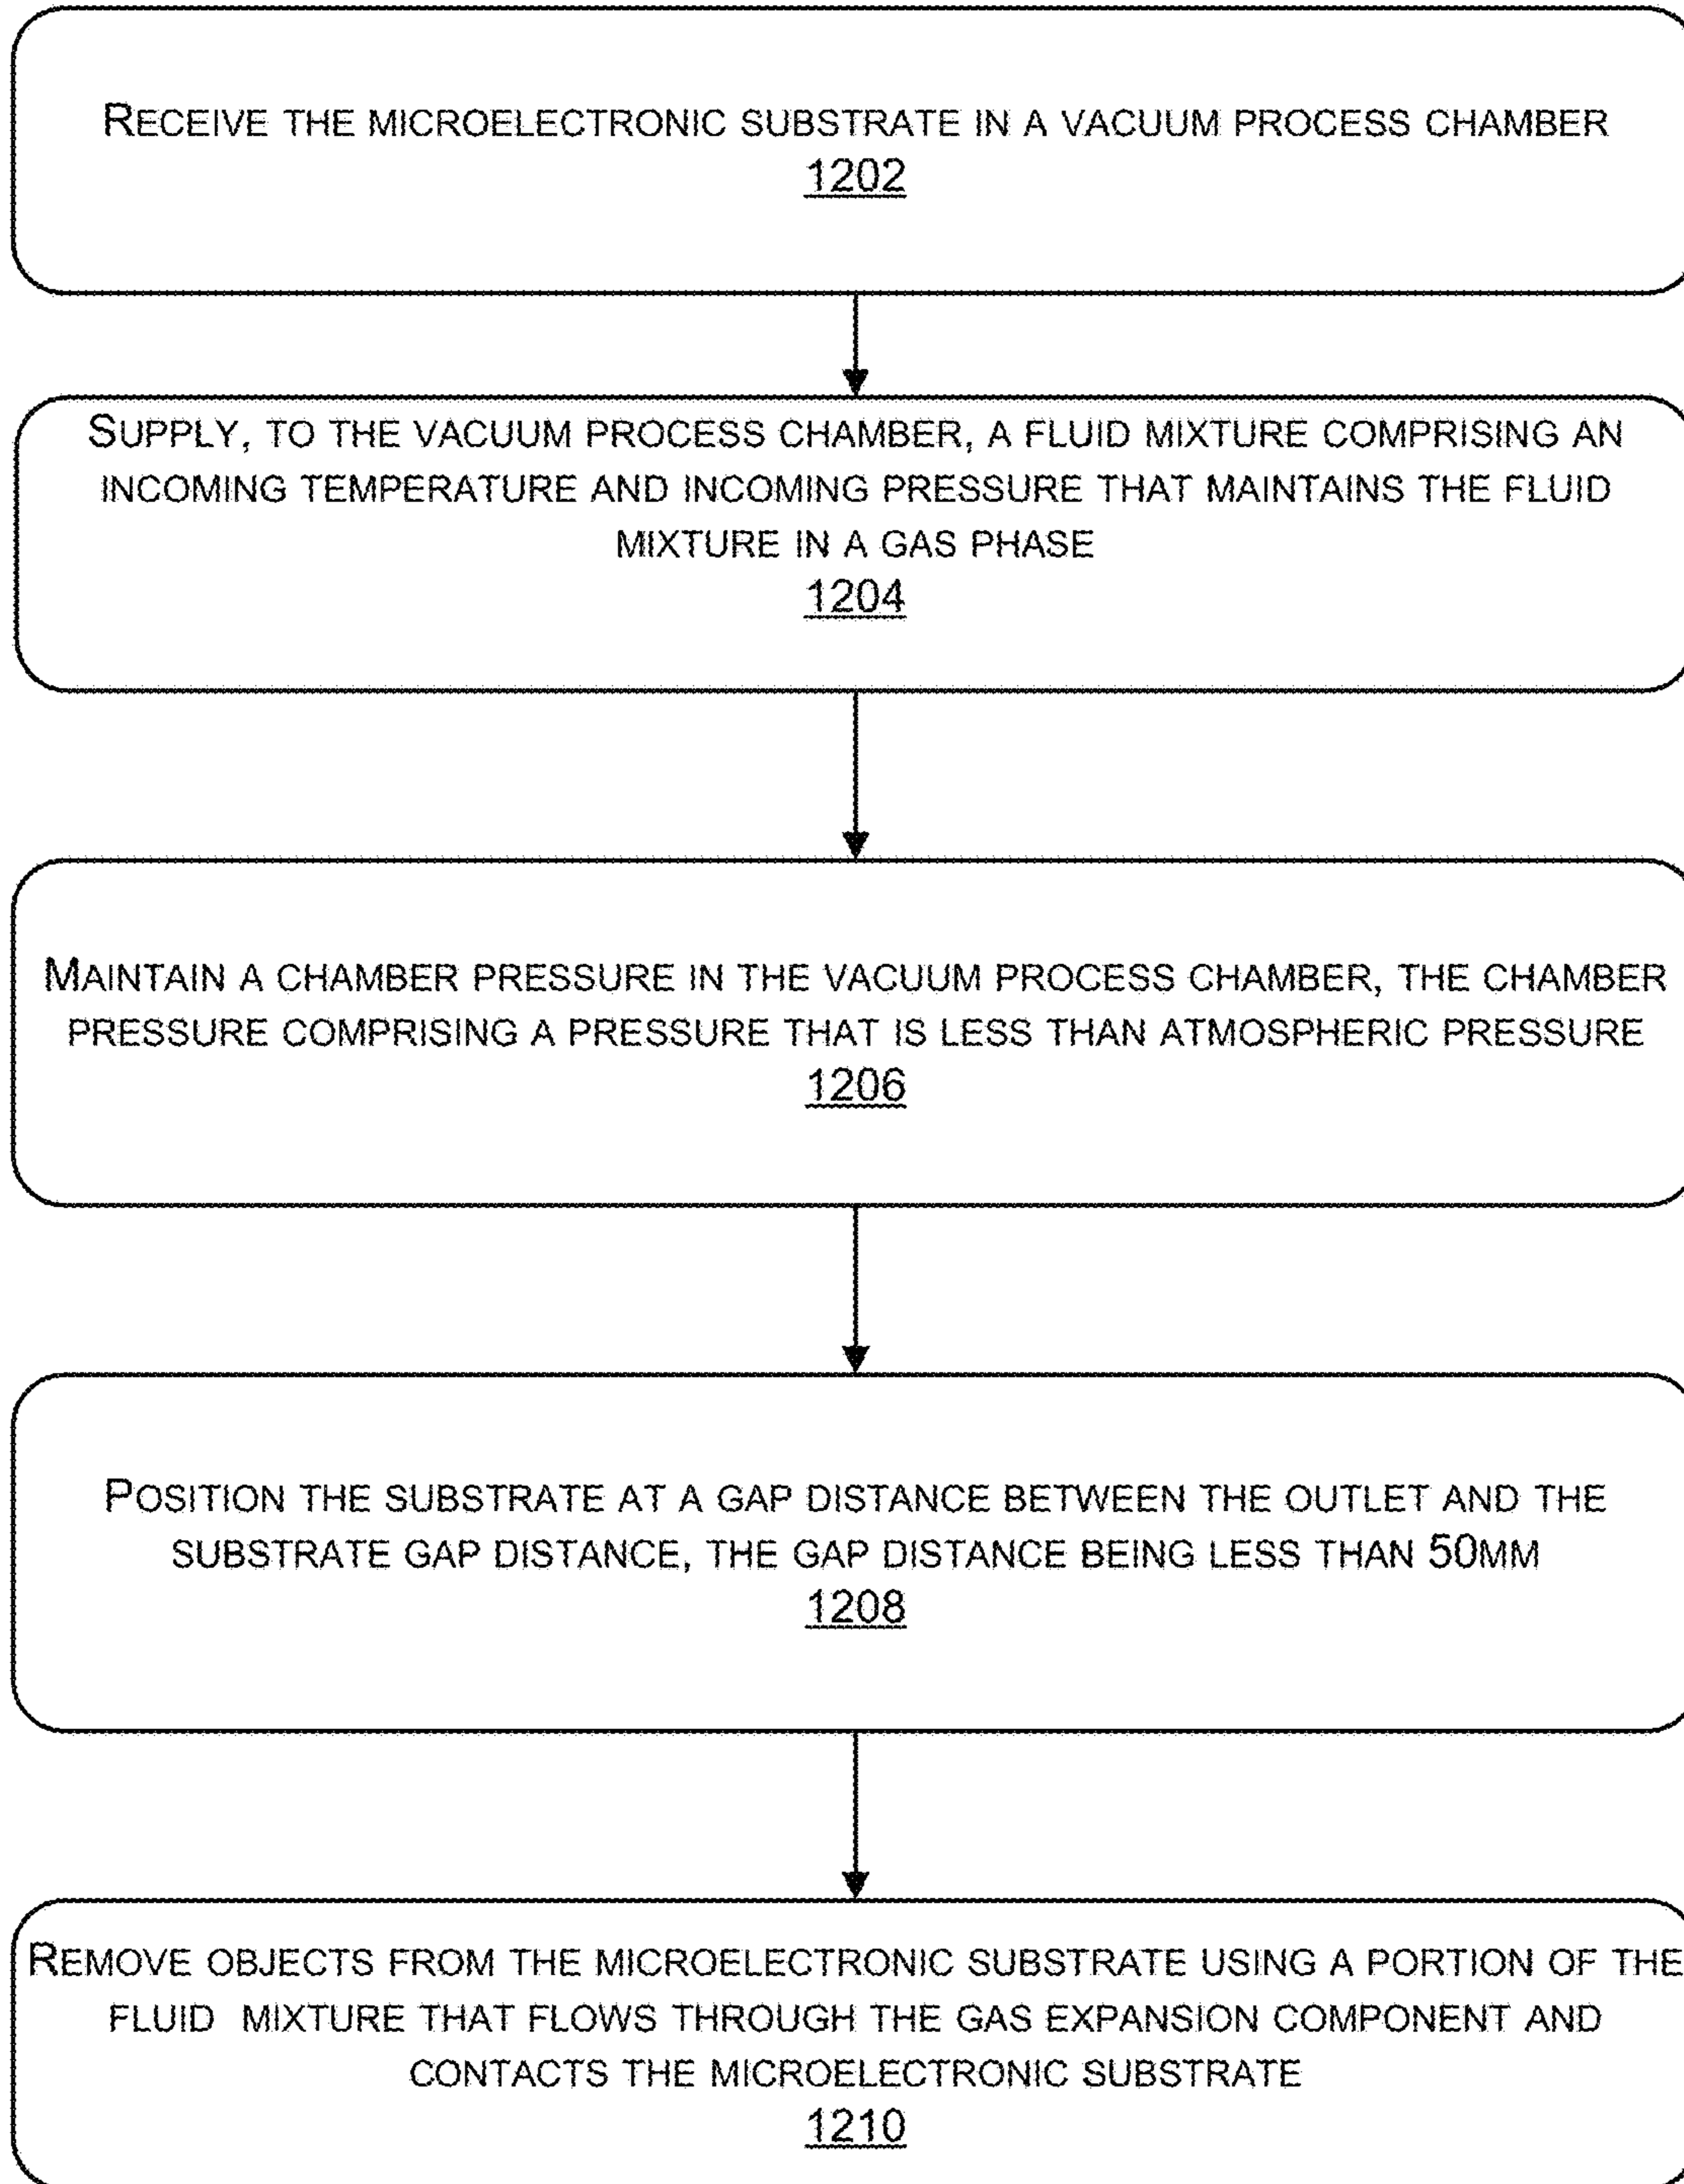 RECEIVE THE MICROELECTRONIC SUBSTRATE IN A VACUUM PROCESS CHAMBER
1202
SUPPLY, TO THE VACUUM PROCESS CHAMBER, A FLUID MIXTURE COMPRISING AN
INCOMING TEMPERATURE AND INCOMING PRESSURE THAT MAINTAINS THE FLUID
MIXTURE IN A GAS PHASE
1204
MAINTAIN A CHAMBER PRESSURE IN THE VACUUM PROCESS CHAMBER, THE CHAMBER
PRESSURE COMPRISING A PRESSURE THAT IS LESS THAN ATMOSPHERIC PRESSURE
1206
POSITION THE SUBSTRATE AT A GAP DISTANCE BETWEEN THE OUTLET AND THE
SUBSTRATE GAP DISTANCE, THE GAP DISTANCE BEING LESS THAN 50MM
1208
REMOVE OBJECTS FROM THE MICROELECTRONIC SUBSTRATE USING A PORTION OF THE
FLUID MIXTURE THAT FLOWS THROUGH THE GAS EXPANSION COMPONENT AND
CONTACTS THE MICROELECTRONIC SUBSTRATE
1210